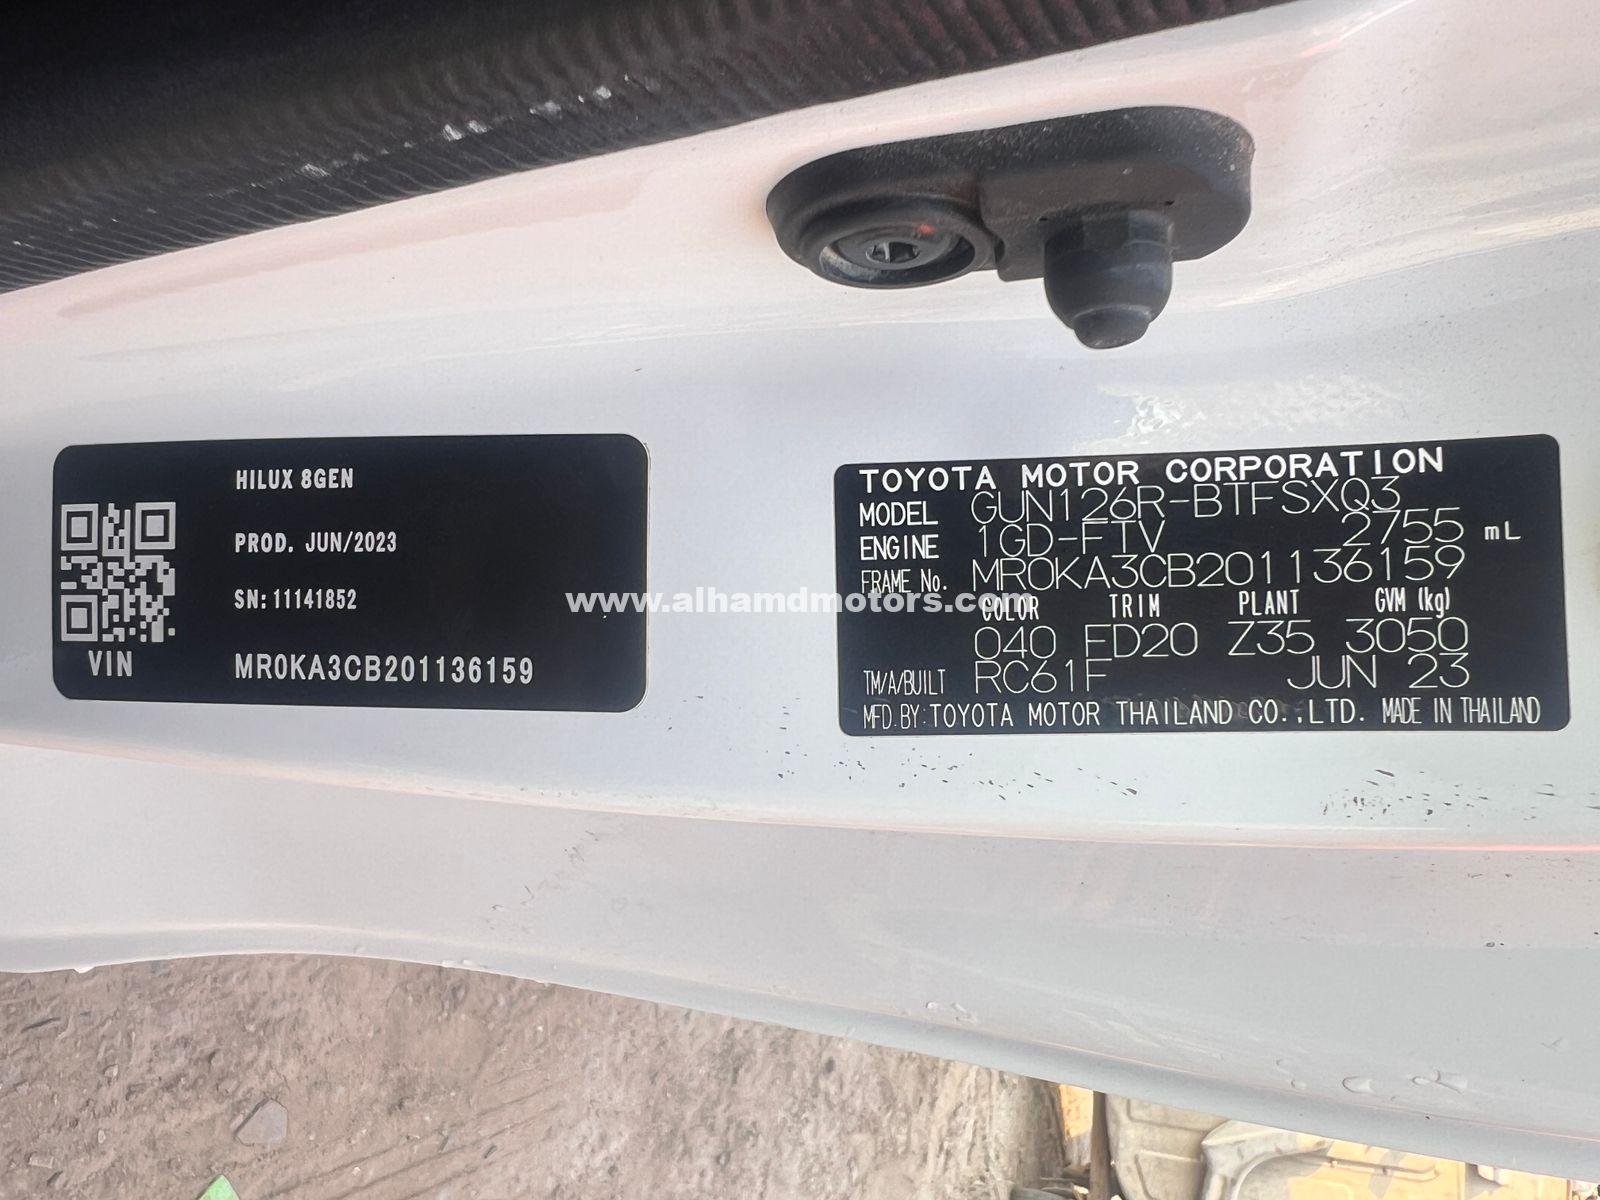 HILUX 8GEN
PROD. JUN/2023
SN: 11141852
VIN MR0KA3CB201136159
TOYOTA MOTOR CORPORATION
MODEL GUN126R-BTFSXQ3
ENGINE 1GD-FTV 2755 mL
FRAME No. MR0KA3CB201136159
COLOR TRIM PLANT GVM (kg)
040 FD20 Z35 3050
TM/A/BUILT RC61F JUN 23
MFD.BY:TOYOTA MOTOR THAILAND CO.,LTD. MADE IN THAILAND
www.alhamdmotors.com